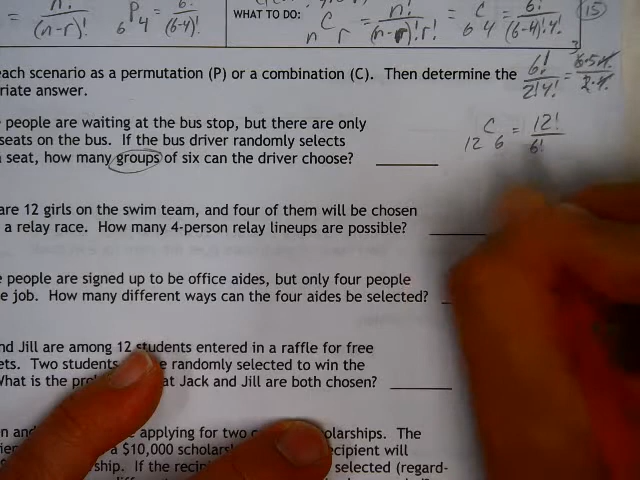 = n!/(n-r)! ₆P₄ = 6!/(6-4)!
WHAT TO DO: nCr = n!/(n-r)!r! = ₆C₄ = 6!/(6-4)!4! 15
each scenario as a permutation (P) or a combination (C). Then determine the 6!/2!4! = 6·5·4!/2·4!
riate answer.
people are waiting at the bus stop, but there are only
seats on the bus. If the bus driver randomly selects
seat, how many groups of six can the driver choose? ______
₁₂C₆ = 12!/6!
are 12 girls on the swim team, and four of them will be chosen
a relay race. How many 4-person relay lineups are possible? ______
people are signed up to be office aides, but only four people
e job. How many different ways can the four aides be selected?
nd Jill are among 12 students entered in a raffle for free
ets. Two students randomly selected to win the
What is the at Jack and Jill are both chosen? ______
n and applying for two olarships. The
a $10,000 scholars cipient will
ship. If the recip selected (regard-